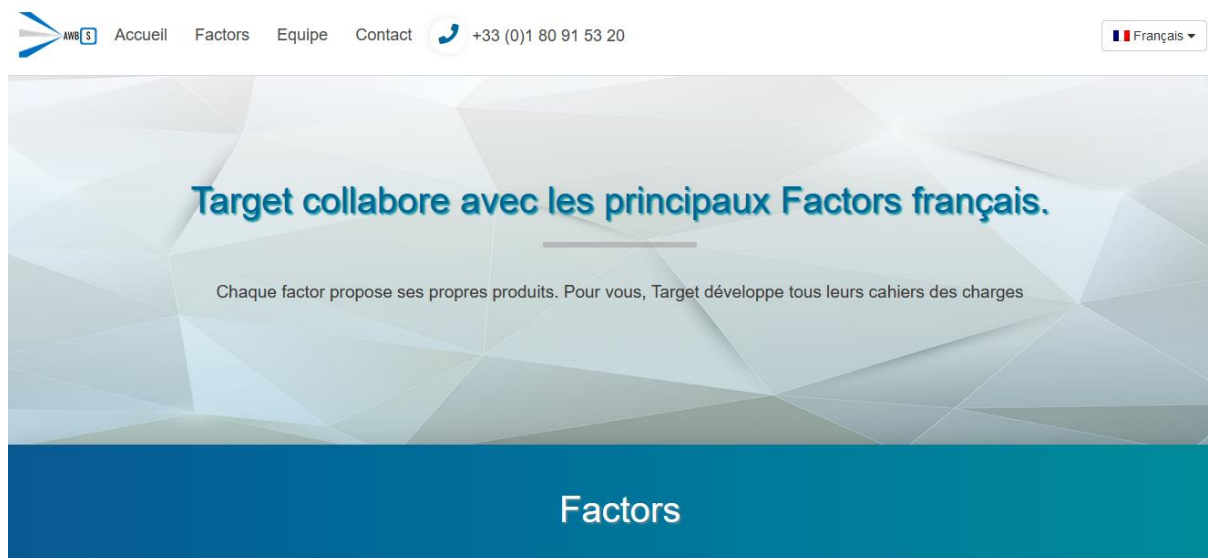 AWB S Accueil Factors Equipe Contact +33 (0)1 80 91 53 20 Français
Target collabore avec les principaux Factors français.
Chaque factor propose ses propres produits. Pour vous, Target développe tous leurs cahiers des charges
Factors